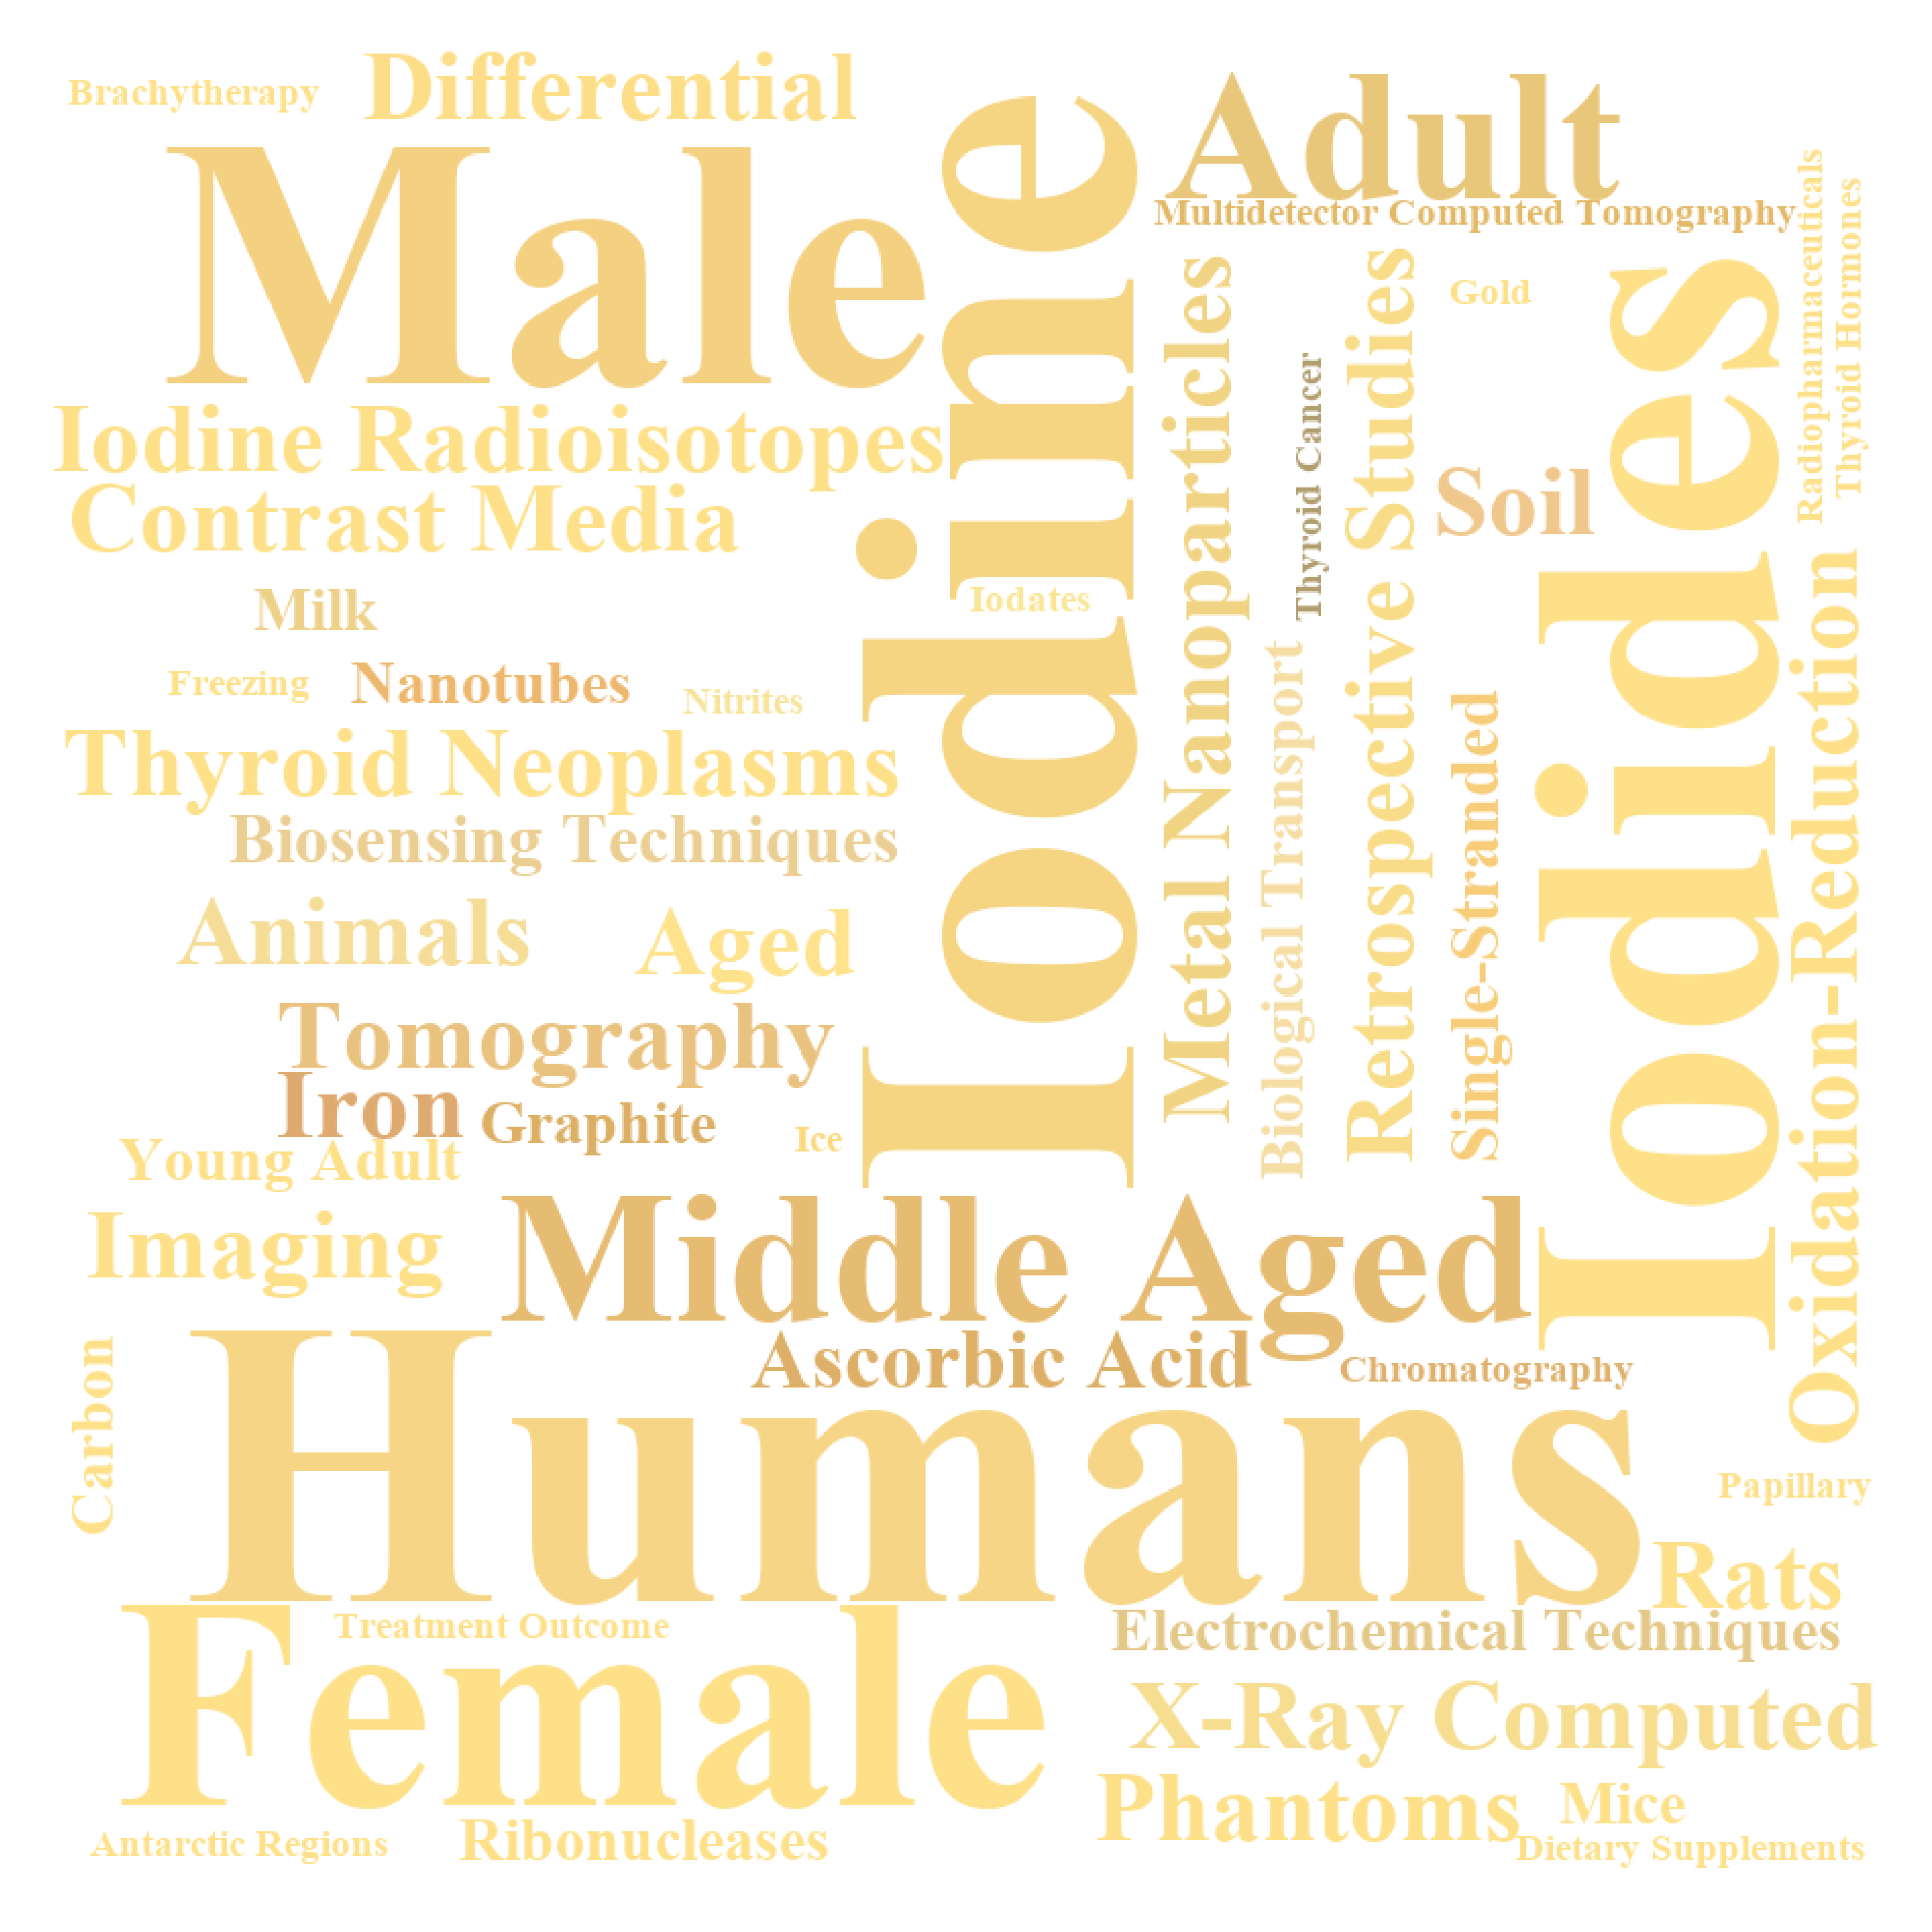 Brachytherapy
Differential
Adult
Male
Iodine
Multidetector Computed Tomography
Radiopharmaceuticals
Thyroid Hormones
Metal Nanoparticles
Retrospective Studies
Gold
Iodides
Thyroid Cancer
Iodine Radioisotopes
Soil
Contrast Media
Milk
Iodates
Oxidation-Reduction
Freezing
Nanotubes
Nitrites
Biological Transport
Single-Stranded
Thyroid Neoplasms
Biosensing Techniques
Animals
Aged
Tomography
Iron
Graphite
Ice
Young Adult
Imaging
Middle Aged
Carbon
Ascorbic Acid
Chromatography
Humans
Papillary
Rats
Female
Treatment Outcome
Electrochemical Techniques
X-Ray Computed
Phantoms
Mice
Antarctic Regions
Ribonucleases
Dietary Supplements